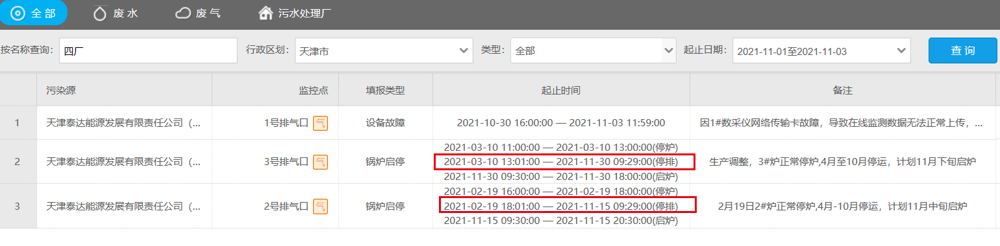 全 部 废 水 废 气 污水处理厂
按名称查询: 四厂 行政区划: 天津市 类型: 全部 起止日期: 2021-11-01至2021-11-03 查 询
污染源 监控点 填报类型 起止时间 备注
1 天津泰达能源发展有限责任公司（... 1号排气口 气 设备故障 2021-10-30 16:00:00 — 2021-11-03 11:59:00 因1#数采仪网络传输卡故障，导致在线监测数据无法正常上传，...
2021-03-10 11:00:00 — 2021-03-10 13:00:00(停炉)
2 天津泰达能源发展有限责任公司（... 3号排气口 气 锅炉启停 2021-03-10 13:01:00 — 2021-11-30 09:29:00(停排) 生产调整，3#炉正常停炉,4月至10月停运，计划11月下旬启炉
2021-11-30 09:30:00 — 2021-11-30 18:00:00(启炉)
2021-02-19 16:00:00 — 2021-02-19 18:00:00(停炉)
3 天津泰达能源发展有限责任公司（... 2号排气口 气 锅炉启停 2021-02-19 18:01:00 — 2021-11-15 09:29:00(停排) 2月19日2#炉正常停炉,4月-10月停运，计划11月中旬启炉
2021-11-15 09:30:00 — 2021-11-15 20:30:00(启炉)